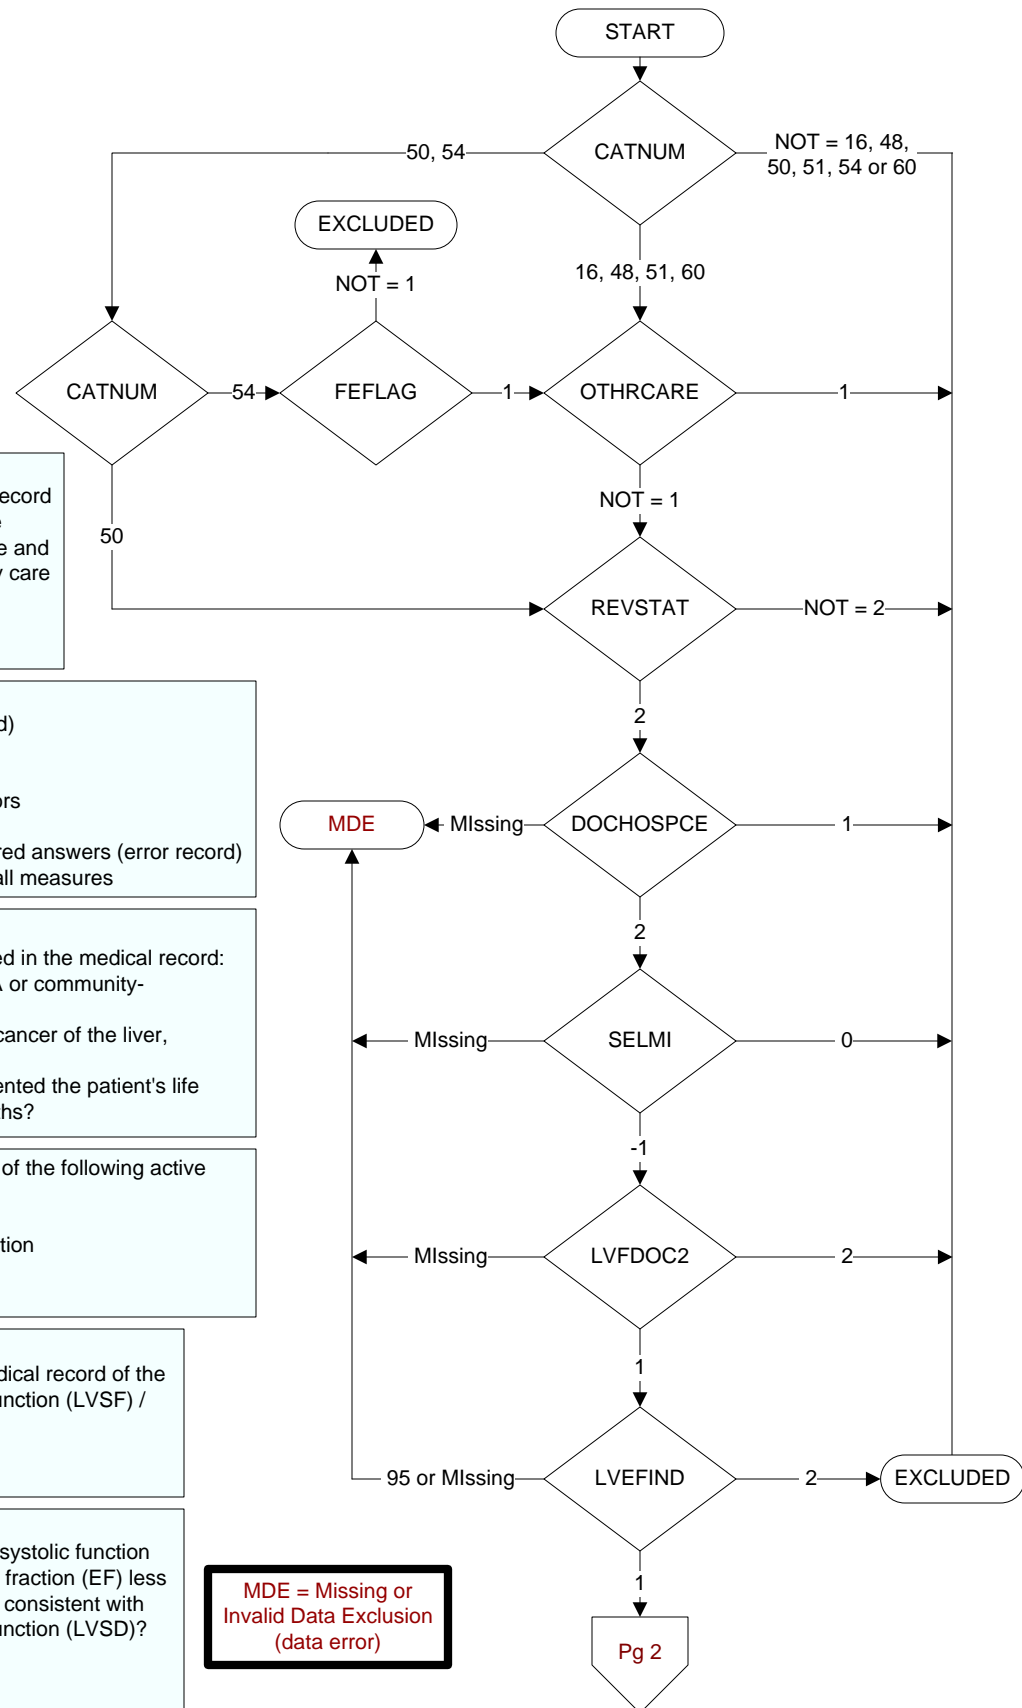 START
CATNUM
50, 54
NOT = 16, 48,
50, 51, 54 or 60
EXCLUDED
NOT = 1
16, 48, 51, 60
CATNUM
54
FEFLAG
1
OTHRCARE
1
NOT = 1
50
REVSTAT
NOT = 2
2
MDE
MIssing
DOCHOSPCE
1
2
MIssing
SELMI
0
-1
MIssing
LVFDOC2
2
1
95 or MIssing
LVEFIND
2
EXCLUDED
1
Pg 2
ecord
e and
y care
d)
ors
red answers (error record)
all measures
ed in the medical record:
A or community-
cancer of the liver,
ented the patient's life
ths?
of the following active
tion
dical record of the
unction (LVSF) /
systolic function
fraction (EF) less
consistent with
unction (LVSD)?
MDE = Missing or
Invalid Data Exclusion
(data error)